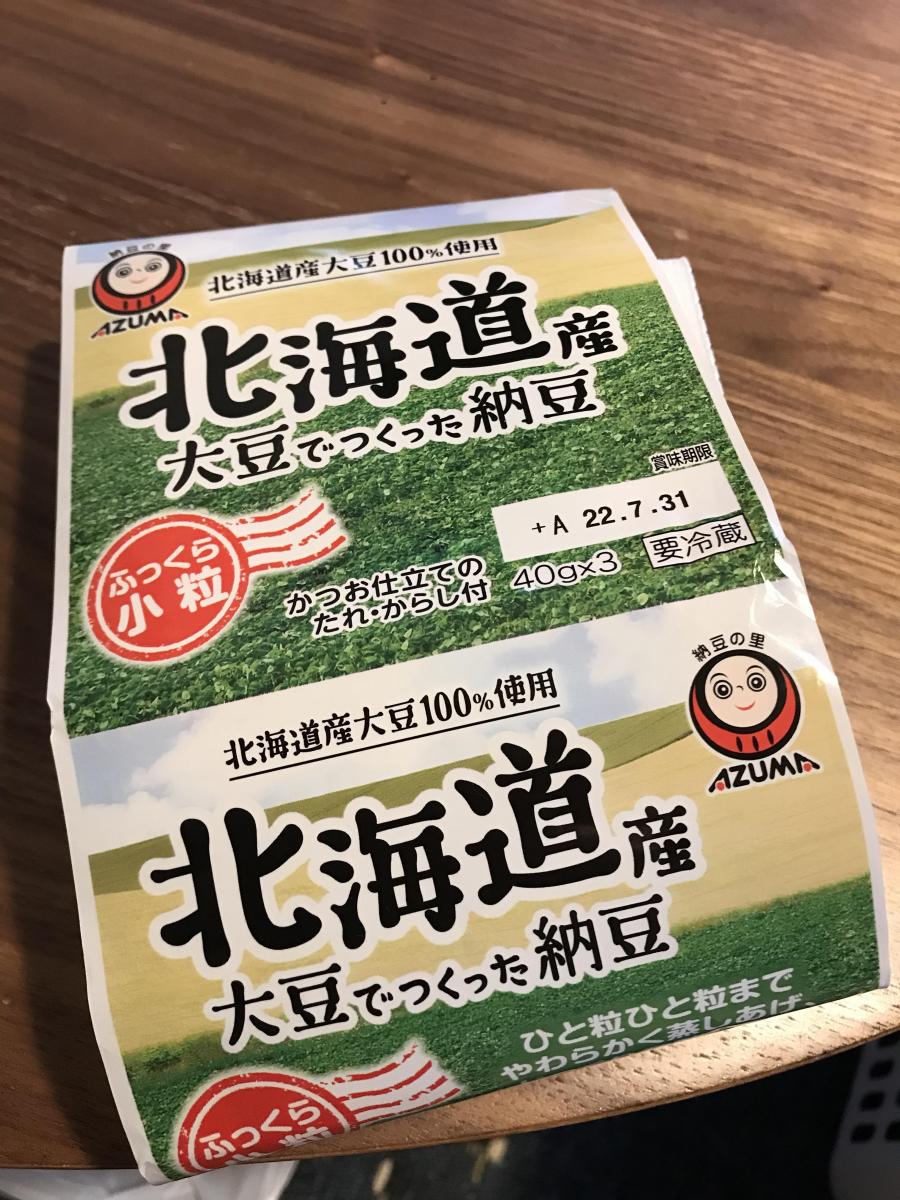 納豆の里
AZUMA
北海道産大豆100%使用
北海道産
大豆でつくった納豆
賞味期限
+A 22.7.31
ふっくら
小粒
かつお仕立ての
たれ・からし付
40g×3
要冷蔵
北海道産大豆100%使用
納豆の里
AZUMA
北海道産
大豆でつくった納豆
ひと粒ひと粒まで
やわらかく蒸しあげ
ふっくら
小粒